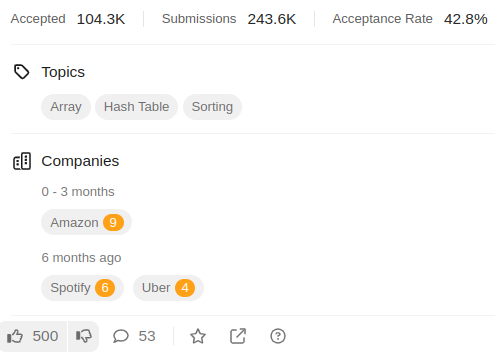 Accepted 104.3K Submissions 243.6K Acceptance Rate 42.8%
Topics
Array Hash Table Sorting
Companies
0 - 3 months
Amazon 9
6 months ago
Spotify 6 Uber 4
500 53